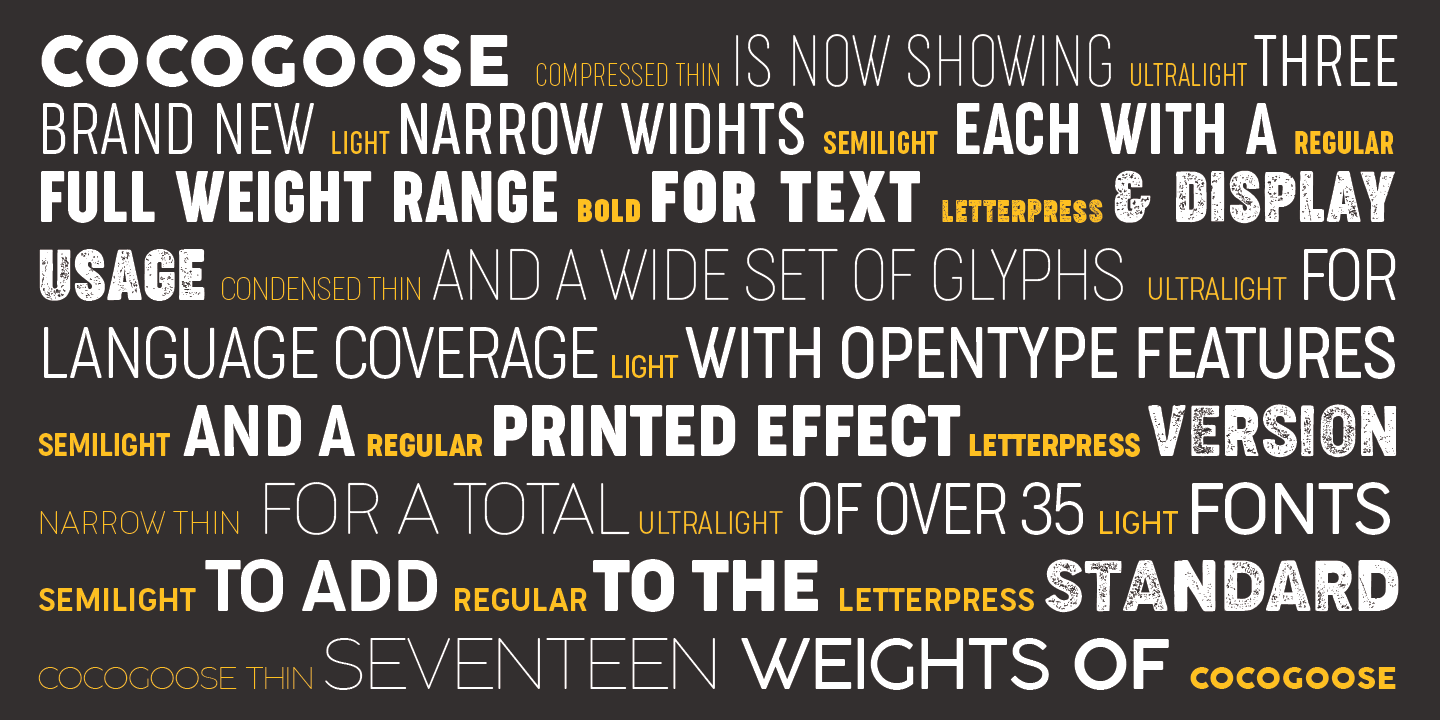 COCOGOOSE COMPRESSED THIN IS NOW SHOWING ULTRALIGHT THREE
BRAND NEW LIGHT NARROW WIDHTS SEMILIGHT EACH WITH A REGULAR
FULL WEIGHT RANGE BOLD FOR TEXT LETTERPRESS & DISPLAY
USAGE CONDENSED THIN AND A WIDE SET OF GLYPHS ULTRALIGHT FOR
LANGUAGE COVERAGE LIGHT WITH OPENTYPE FEATURES
SEMILIGHT AND A REGULAR PRINTED EFFECT LETTERPRESS VERSION
NARROW THIN FOR A TOTAL ULTRALIGHT OF OVER 35 LIGHT FONTS
SEMILIGHT TO ADD REGULAR TO THE LETTERPRESS STANDARD
COCOGOOSE THIN SEVENTEEN WEIGHTS OF COCOGOOSE